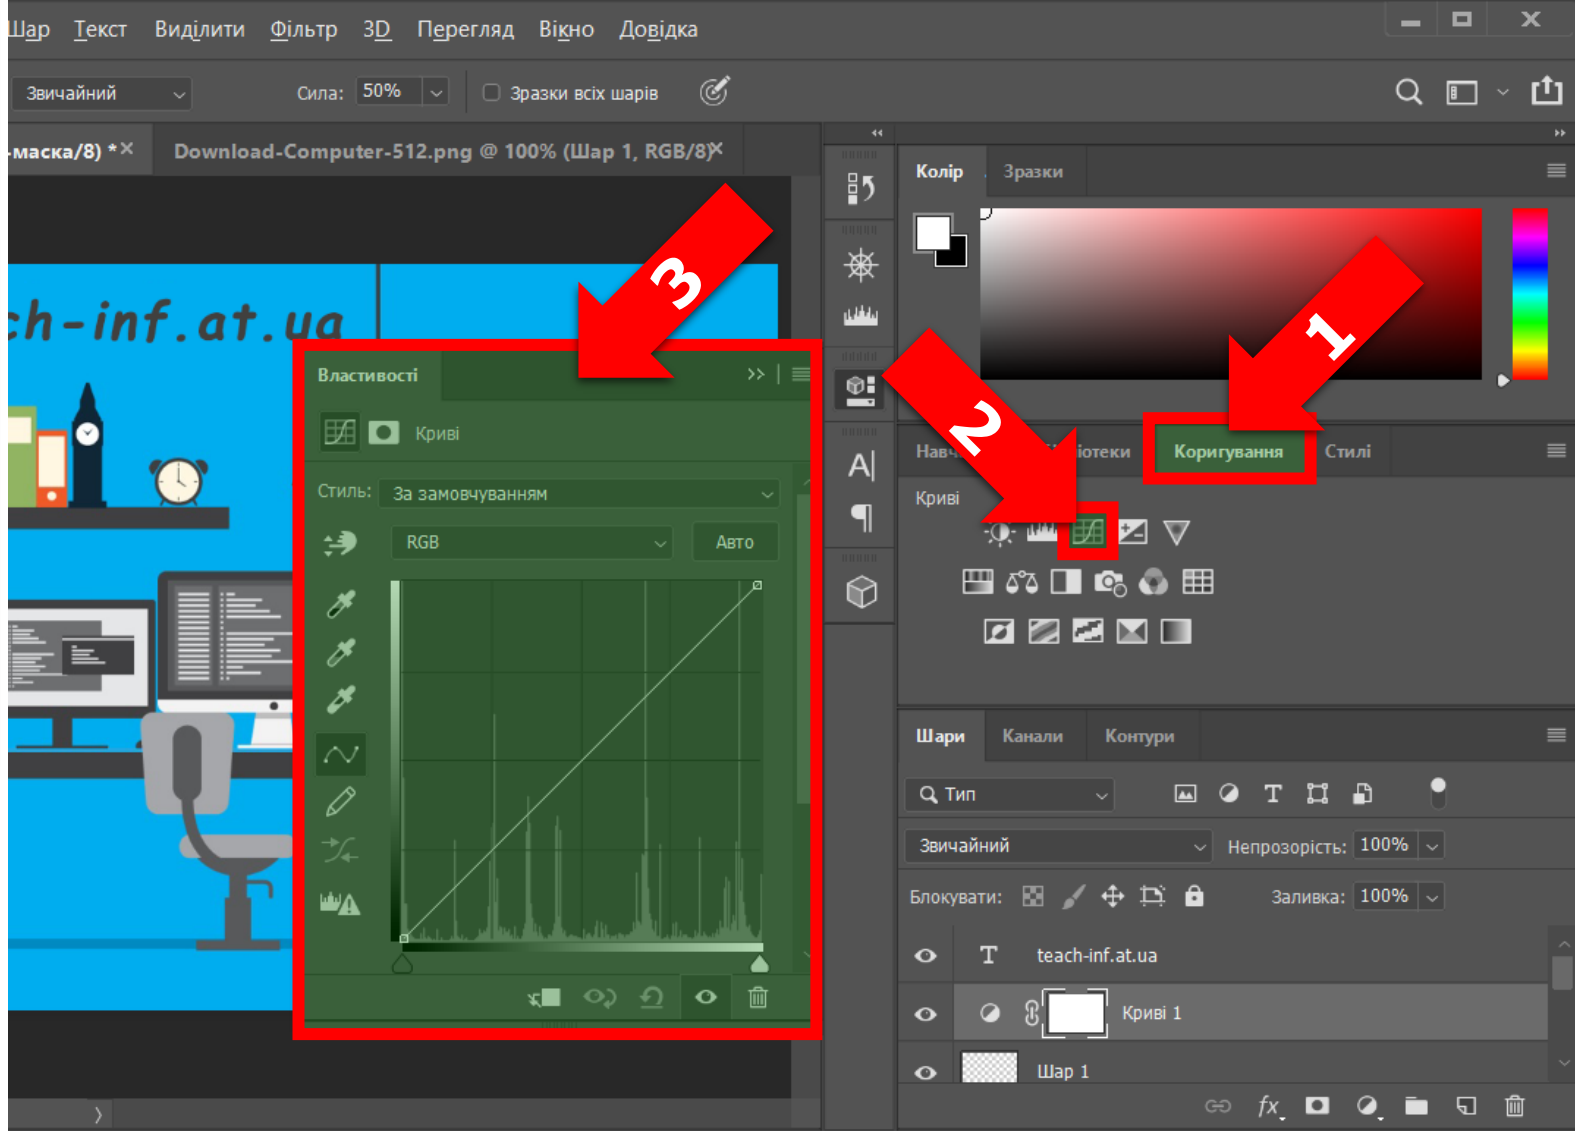 Шар Текст Виділити Фільтр 3D Перегляд Вікно Довідка
Звичайний Сила: 50% Зразки всіх шарів
-маска/8) * × Download-Computer-512.png @ 100% (Шар 1, RGB/8) ×
Колір Зразки
ch-inf.at.ua
3
1
2
Властивості
Криві
Стиль: За замовчуванням
RGB Авто
Коригування Стилі
Криві
Шари Канали Контури
Тип
Звичайний Непрозорість: 100%
Блокувати: Заливка: 100%
T teach-inf.at.ua
Криві 1
Шар 1
fx